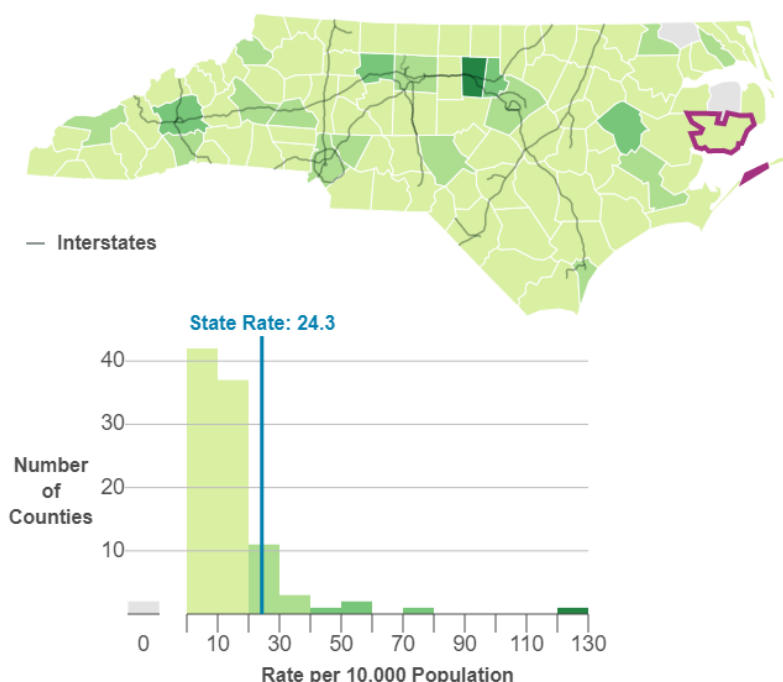 — Interstates
State Rate: 24.3
40
30
Number
of
Counties
20
10
0 10 30 50 70 90 110 130
Rate per 10,000 Population